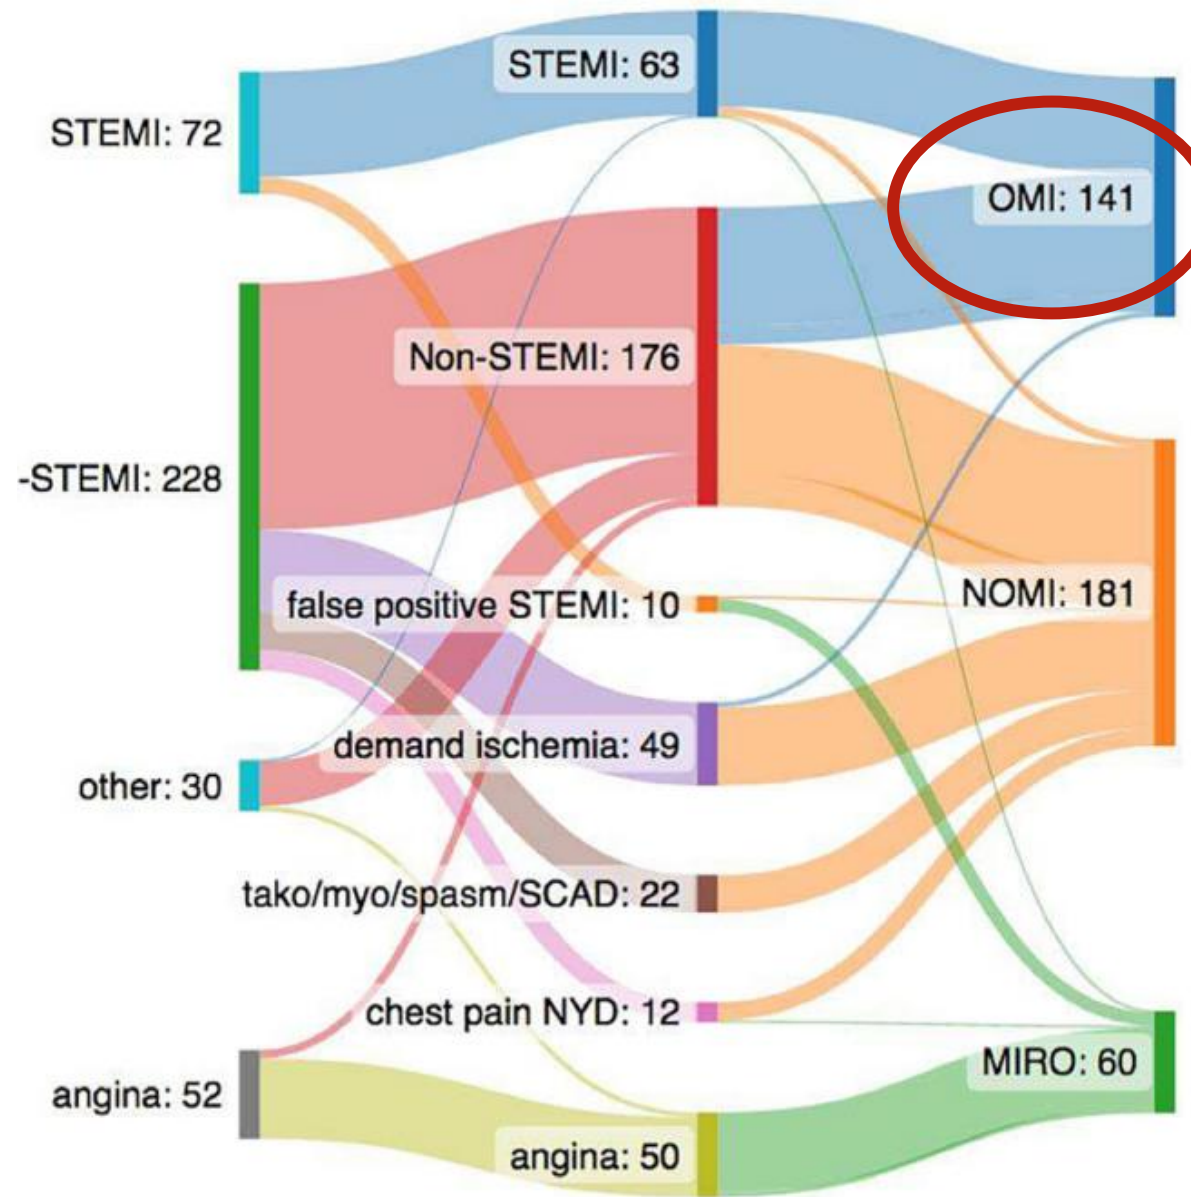 STEMI: 72
-STEMI: 228
other: 30
angina: 52
STEMI: 63
Non-STEMI: 176
false positive STEMI: 10
demand ischemia: 49
tako/myo/spasm/SCAD: 22
chest pain NYD: 12
angina: 50
OMI: 141
NOMI: 181
MIRO: 60